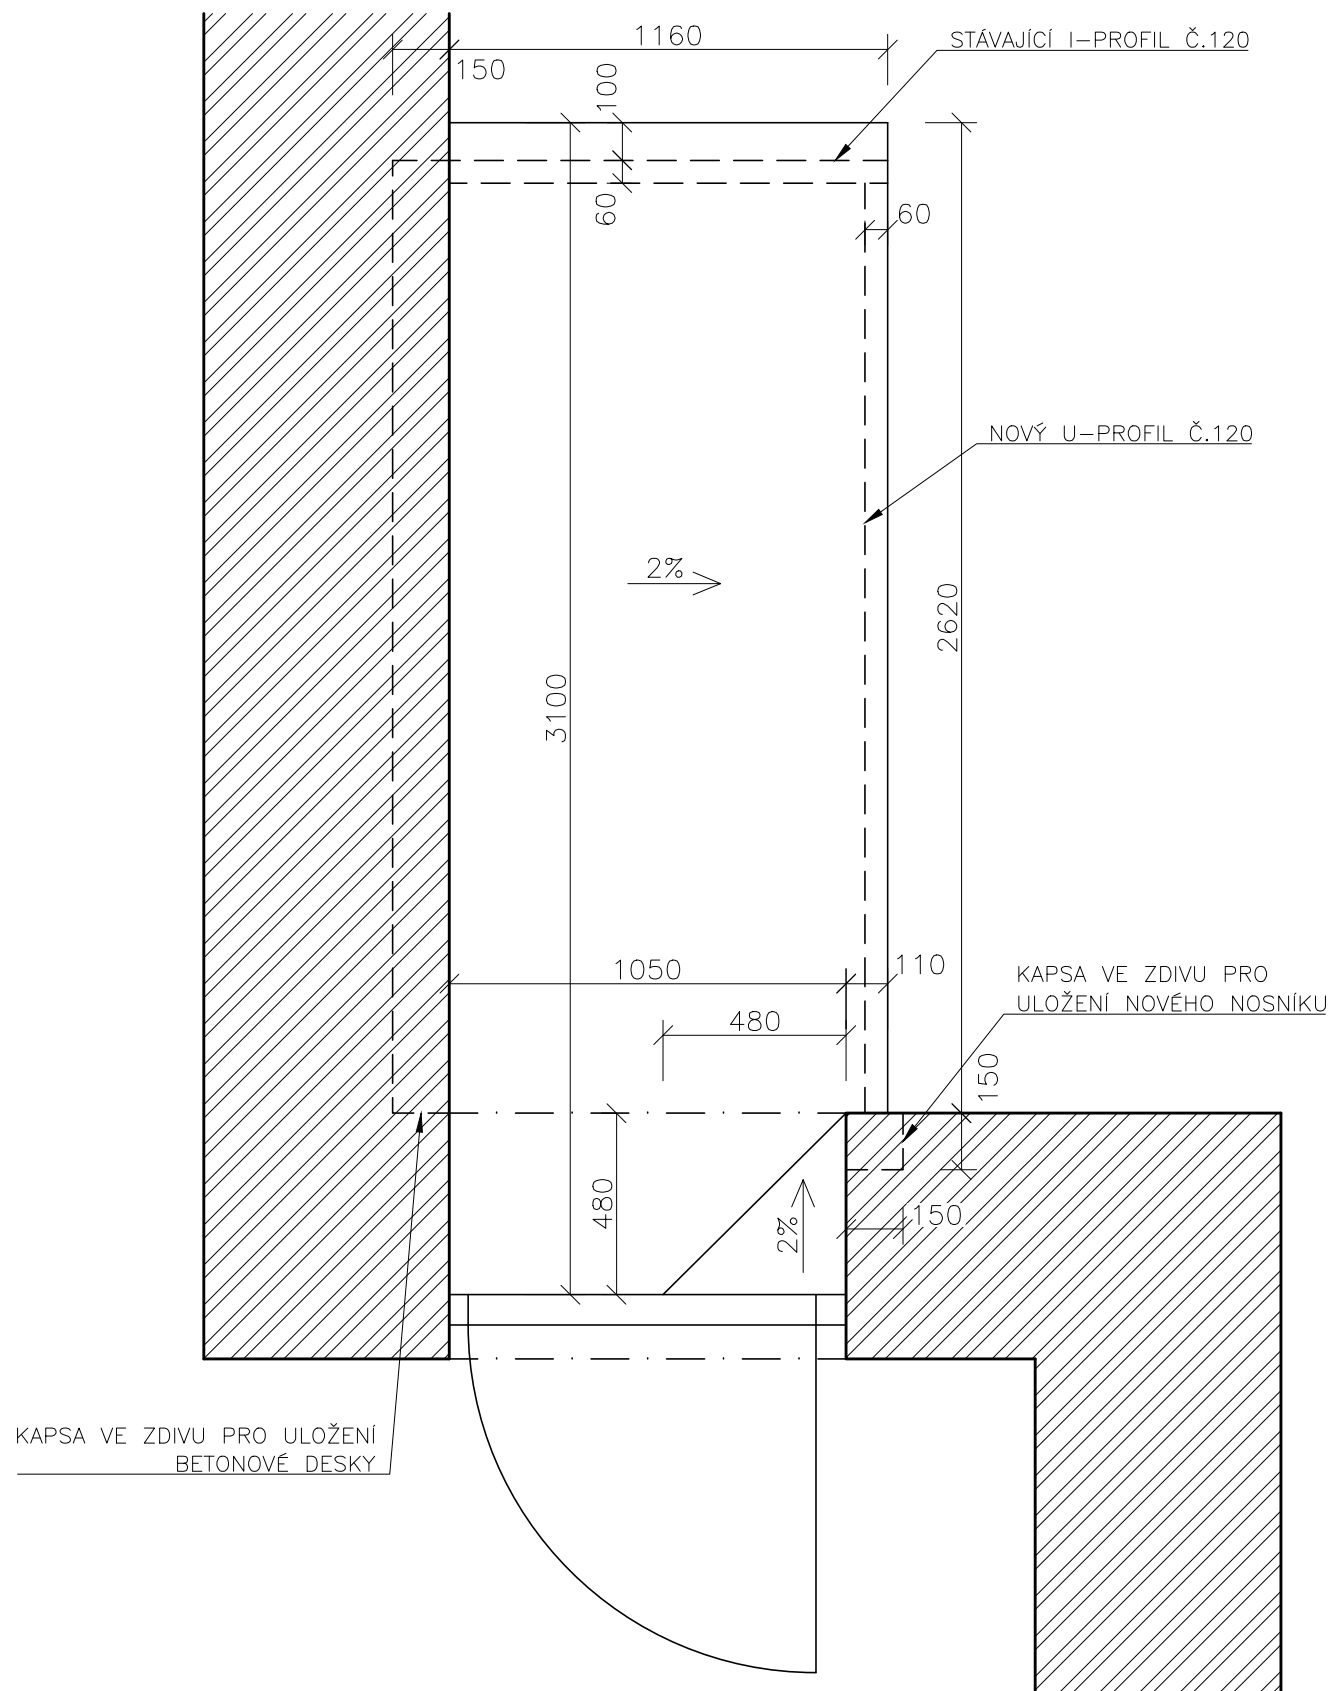 1160
STÁVAJÍCÍ I-PROFIL Č.120
150
100
60
60
NOVÝ U-PROFIL Č.120
2%
2620
3100
1050
110
KAPSA VE ZDIVU PRO
ULOŽENÍ NOVÉHO NOSNÍKU
480
150
480
2%
150
KAPSA VE ZDIVU PRO ULOŽENÍ
BETONOVÉ DESKY